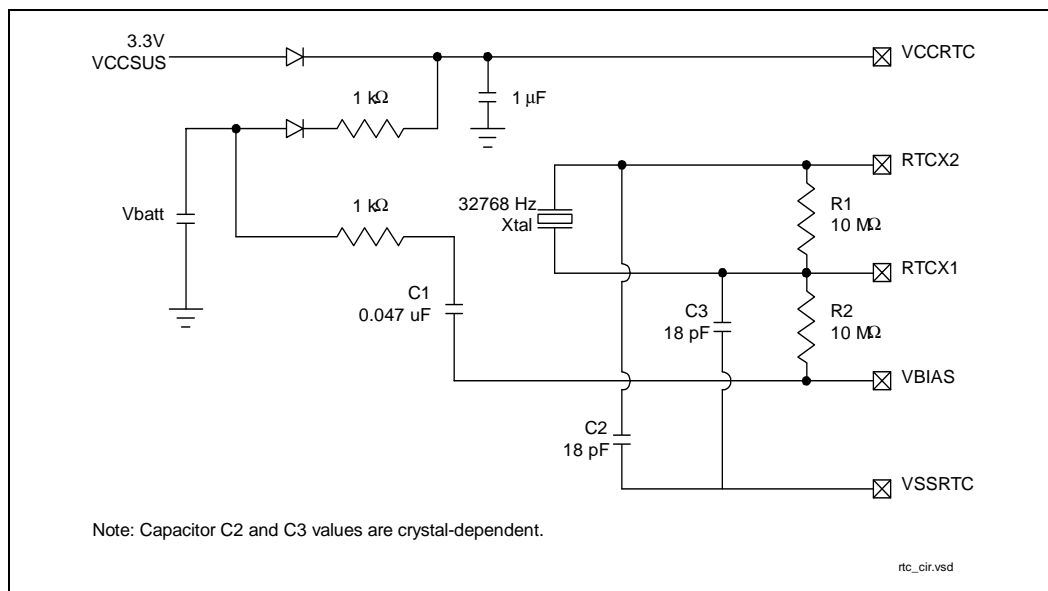 3.3V
VCCSUS
VCCRTC
1 kΩ
1 μF
RTCX2
Vbatt
1 kΩ
32768 Hz
Xtal
R1
10 MΩ
RTCX1
C1
0.047 uF
C3
18 pF
R2
10 MΩ
VBIAS
C2
18 pF
VSSRTC
Note: Capacitor C2 and C3 values are crystal-dependent.
rtc_cir.vsd